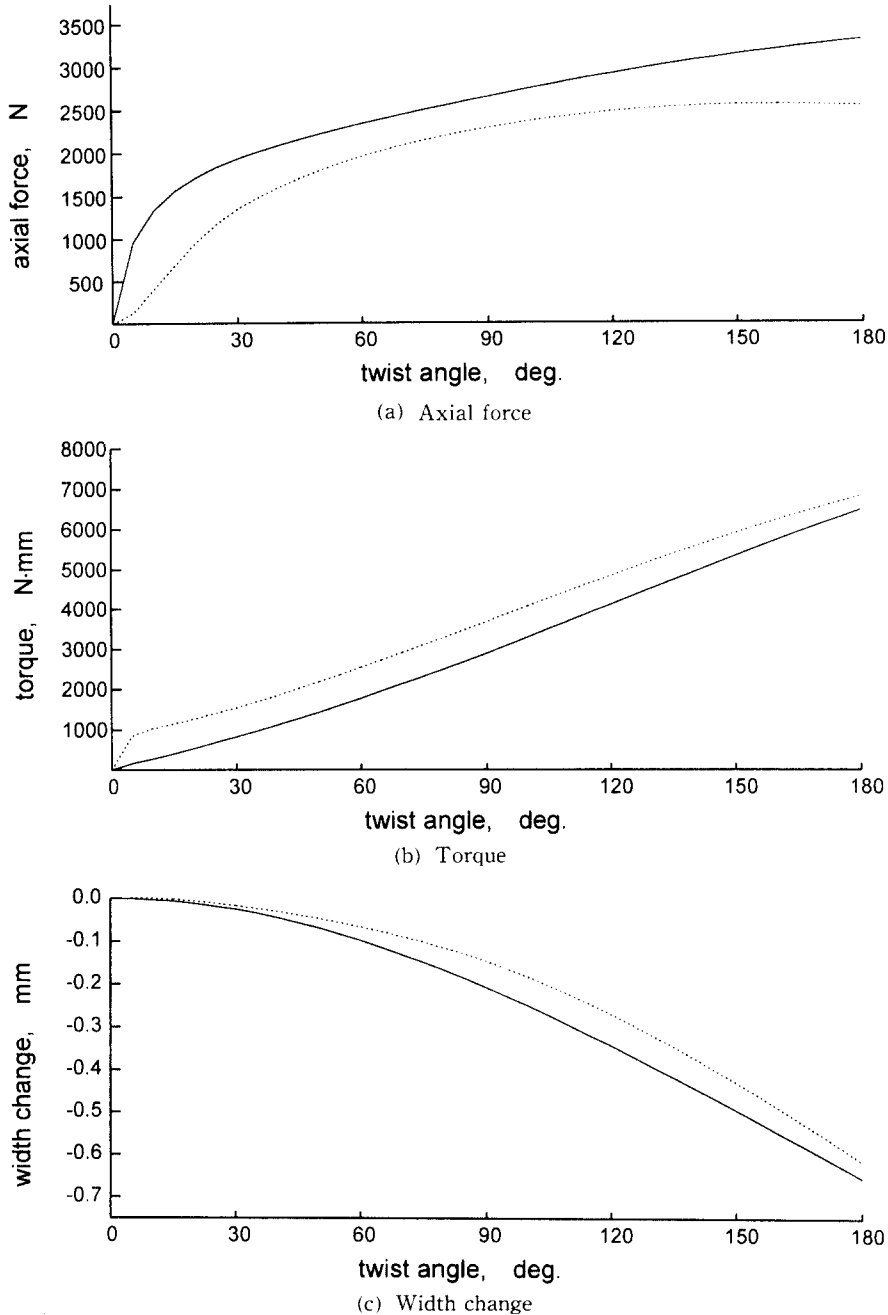 3500
3000
2500
2000
1500
1000
500
axial force, N
0 30 60 90 120 150 180
twist angle, deg.
(a) Axial force
8000
7000
6000
5000
4000
3000
2000
1000
torque, N·mm
0 30 60 90 120 150 180
twist angle, deg.
(b) Torque
0.0
-0.1
-0.2
-0.3
-0.4
-0.5
-0.6
-0.7
width change, mm
0 30 60 90 120 150 180
twist angle, deg.
(c) Width change